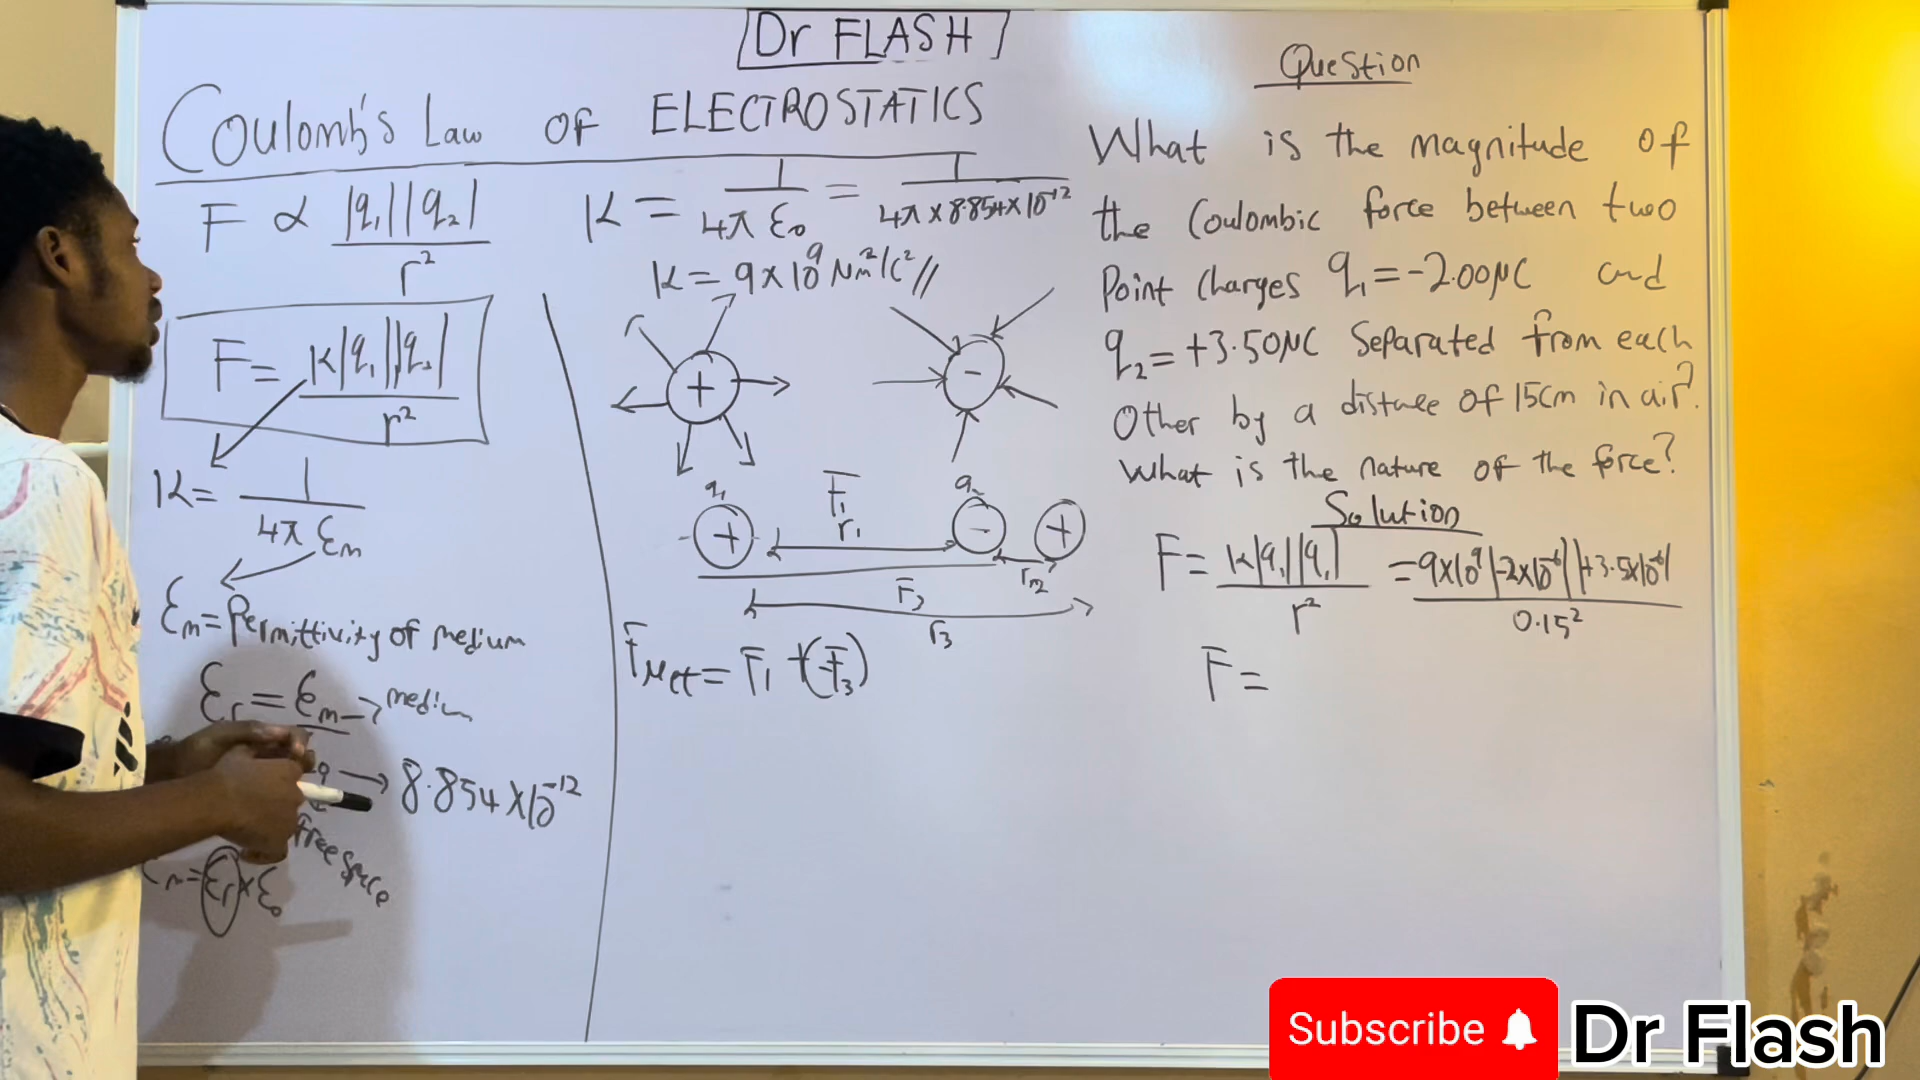 Dr FLASH
Coulomb's Law of ELECTROSTATICS
F ∝ |q₁||q₂| / r²
F = K|q₁||q₂| / r²
K = 1 / 4π εm
εm = Permittivity of medium
εr = εm → medium
→ 8.854 × 10⁻¹²
free space
= εr × ε₀
K = 1 / 4π ε₀ = 1 / 4π × 8.854 × 10⁻¹²
K = 9 × 10⁹ Nm²/C² //
+
-
q₁ F₁ q₂
+ r₁ - +
r₂
F₃
r₃
FNet = F₁ + (-F₃)
Question
What is the magnitude of
the Coulombic force between two
Point Charges q₁ = -2.00μC and
q₂ = +3.50μC Separated from each
Other by a distance of 15cm in air?
What is the nature of the force?
Solution
F = K|q₁||q₂| / r² = 9×10⁹|-2×10⁻⁶||+3.5×10⁻⁶| / 0.15²
F =
Subscribe
Dr Flash